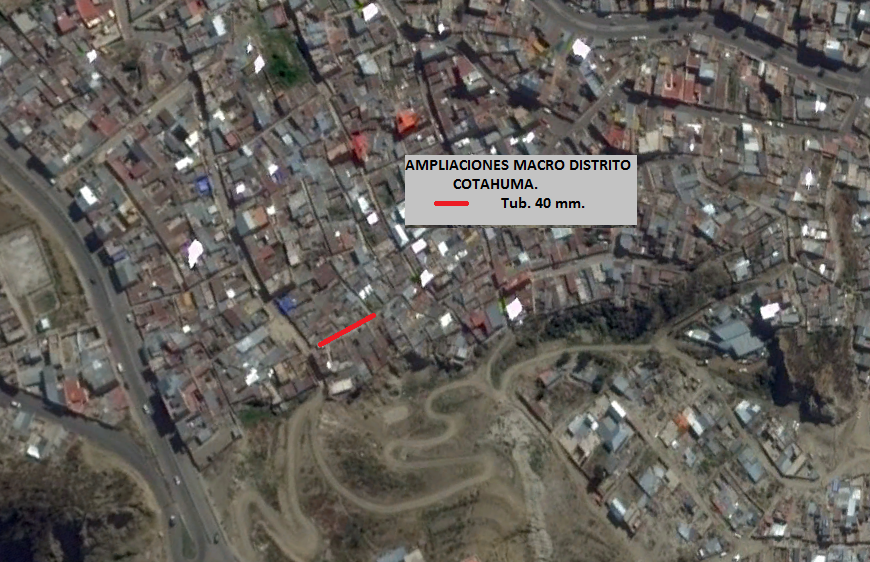 AMPLIACIONES MACRO DISTRITO
COTAHUMA.
Tub. 40 mm.